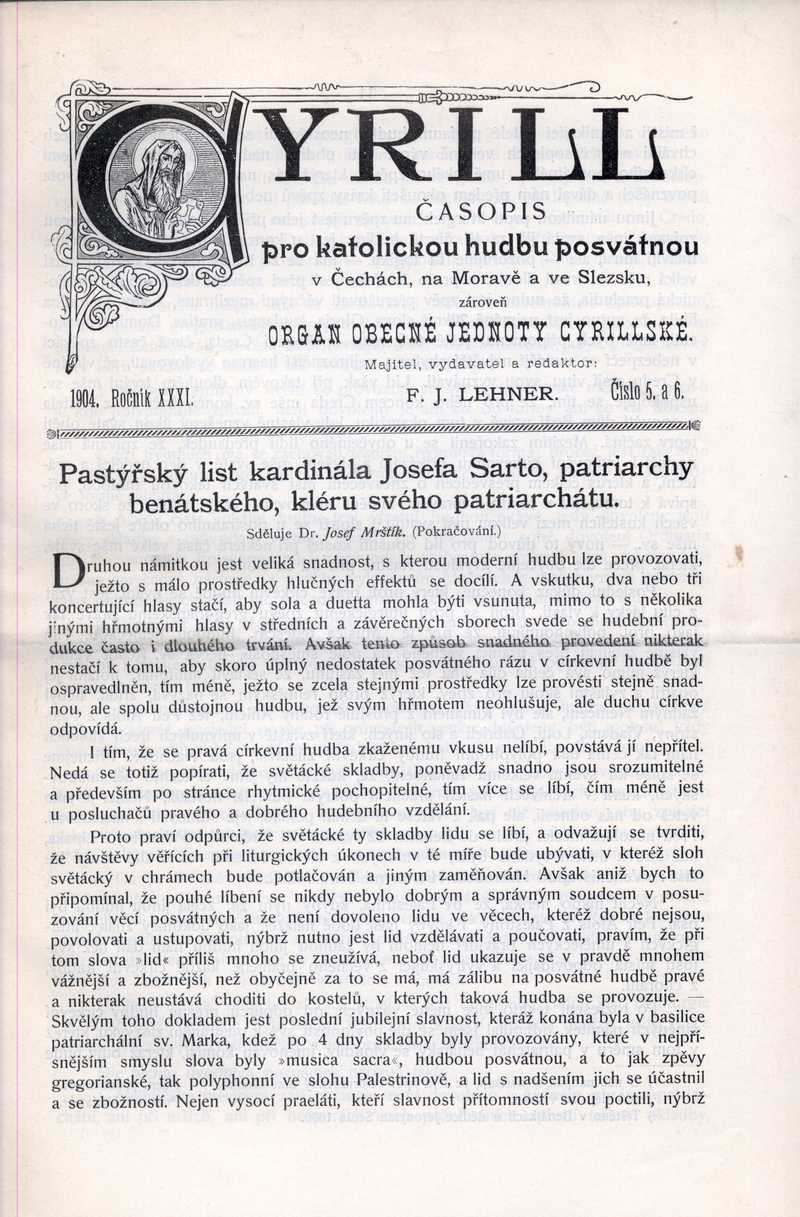 CYRILL
ČASOPIS
pro katolickou hudbu posvátnou
v Čechách, na Moravě a ve Slezsku,
zároveň
ORGAN OBECNÉ JEDNOTY CYRILLSKÉ.
Majitel, vydavatel a redaktor:
1904. Ročník XXXI. F. J. LEHNER. Číslo 5. a 6.
Pastýřský list kardinála Josefa Sarto, patriarchy
benátského, kléru svého patriarchátu.
Sděluje Dr. Josef Mrštík. (Pokračování.)
Druhou námitkou jest veliká snadnost, s kterou moderní hudbu lze provozovati,
ježto s málo prostředky hlučných effektů se docílí. A vskutku, dva nebo tři
koncertující hlasy stačí, aby sola a duetta mohla býti vsunuta, mimo to s několika
jinými hřmotnými hlasy v středních a závěrečných sborech svede se hudební pro-
dukce často i dlouhého trvání. Avšak tento způsob snadného provedení nikterak
nestačí k tomu, aby skoro úplný nedostatek posvátného rázu v církevní hudbě byl
ospravedlněn, tím méně, ježto se zcela stejnými prostředky lze provésti stejně snad-
nou, ale spolu důstojnou hudbu, jež svým hřmotem neohlušuje, ale duchu církve
odpovídá.
I tím, že se pravá církevní hudba zkaženému vkusu nelíbí, povstává jí nepřítel.
Nedá se totiž popírati, že světácké skladby, poněvadž snadno jsou srozumitelné
a především po stránce rhytmické pochopitelné, tím více se líbí, čím méně jest
u posluchačů pravého a dobrého hudebního vzdělání.
Proto praví odpůrci, že světácké ty skladby lidu se líbí, a odvažují se tvrditi,
že návštěvy věřících při liturgických úkonech v té míře bude ubývati, v kteréž sloh
světácký v chrámech bude potlačován a jiným zaměňován. Avšak aniž bych to
připomínal, že pouhé líbení se nikdy nebylo dobrým a správným soudcem v posu-
zování věcí posvátných a že není dovoleno lidu ve věcech, kteréž dobré nejsou,
povolovati a ustupovati, nýbrž nutno jest lid vzdělávati a poučovati, pravím, že při
tom slova »lid« příliš mnoho se zneužívá, neboť lid ukazuje se v pravdě mnohem
vážnější a zbožnější, než obyčejně za to se má, má zálibu na posvátné hudbě pravé
a nikterak neustává choditi do kostelů, v kterých taková hudba se provozuje. —
Skvělým toho dokladem jest poslední jubilejní slavnost, kteráž konána byla v basilice
patriarchální sv. Marka, kdež po 4 dny skladby byly provozovány, které v nejpří-
snějším smyslu slova byly »musica sacra«, hudbou posvátnou, a to jak zpěvy
gregorianské, tak polyphonní ve slohu Palestrinově, a lid s nadšením jich se účastnil
a se zbožností. Nejen vysocí praeláti, kteří slavnost přítomností svou poctili, nýbrž